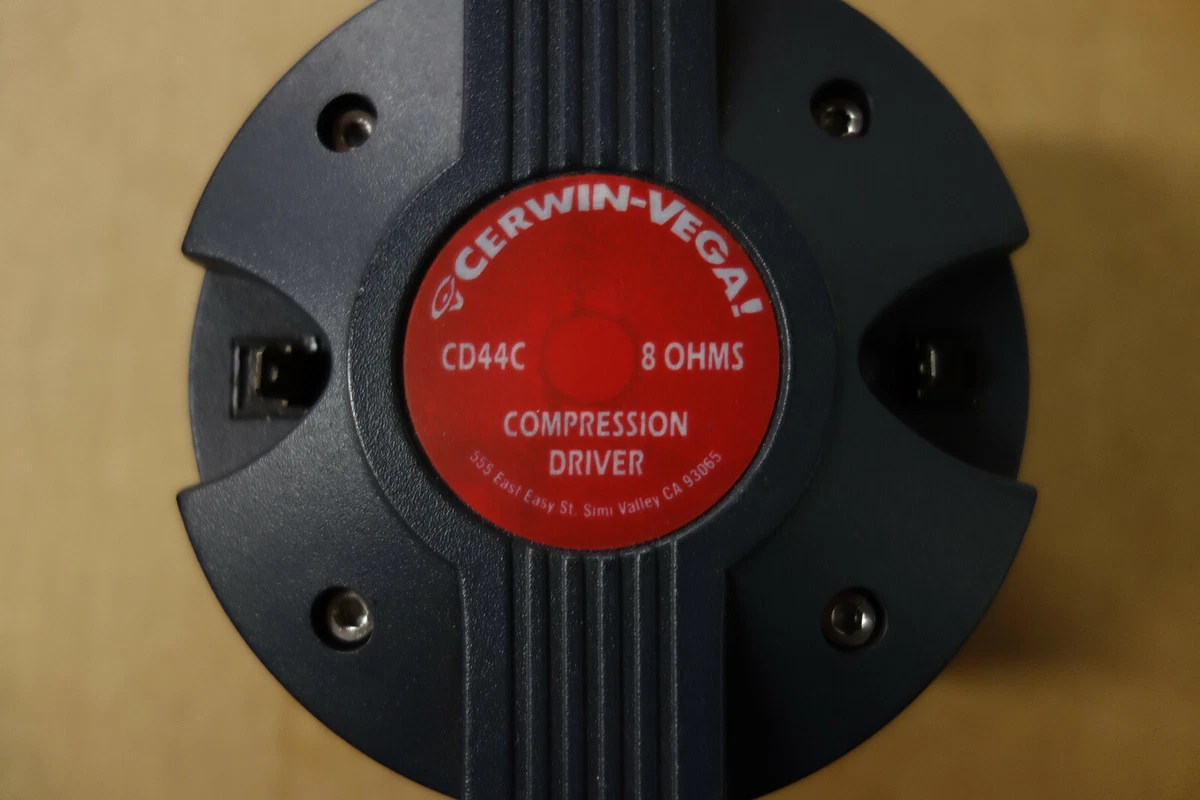 CERWIN-VEGA!
CD44C 8 OHMS
COMPRESSION
DRIVER
555 East Easy St. Simi Valley CA 93065